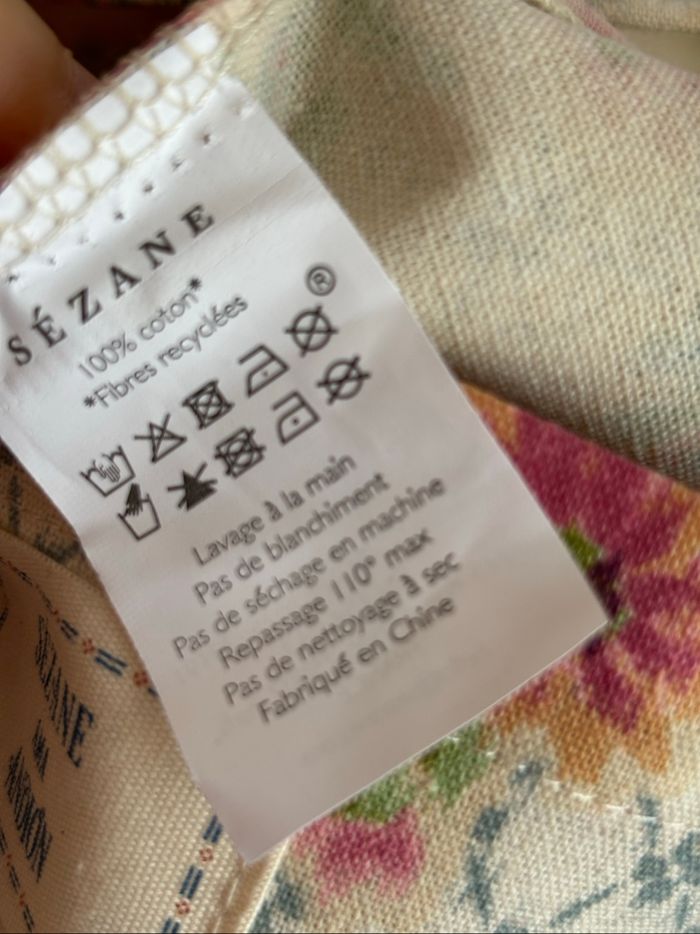 SÉZANE
100% coton*
*Fibres recyclées
®
Lavage à la main
Pas de blanchiment
Pas de séchage en machine
Repassage 110° max
Pas de nettoyage à sec
Fabriqué en Chine